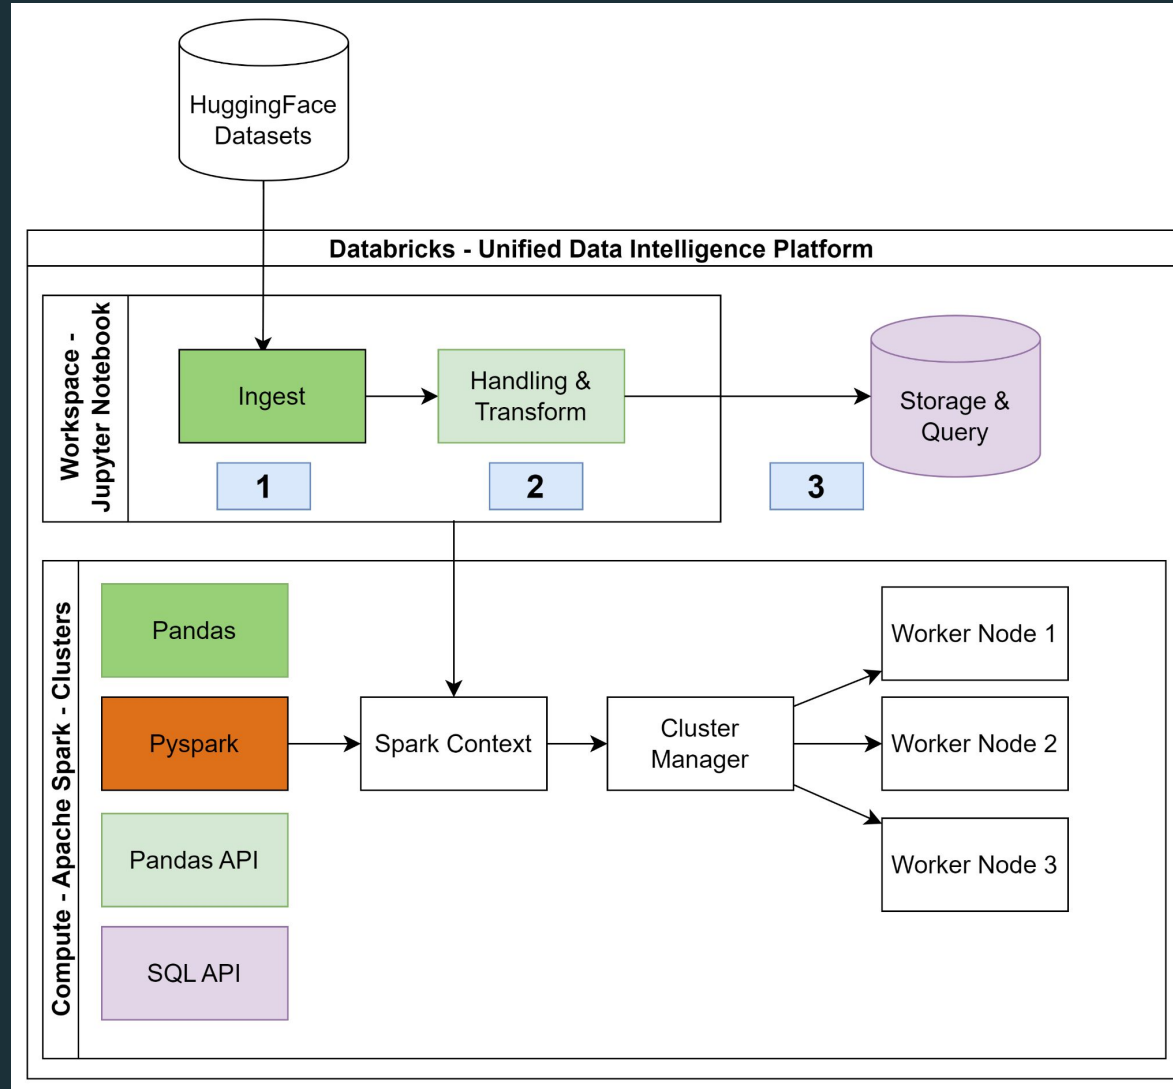 HuggingFace
Datasets
Databricks - Unified Data Intelligence Platform
Workspace -
Jupyter Notebook
Ingest
Handling &
Transform
Storage &
Query
1
2
3
Compute - Apache Spark - Clusters
Pandas
Pyspark
Pandas API
SQL API
Spark Context
Cluster
Manager
Worker Node 1
Worker Node 2
Worker Node 3